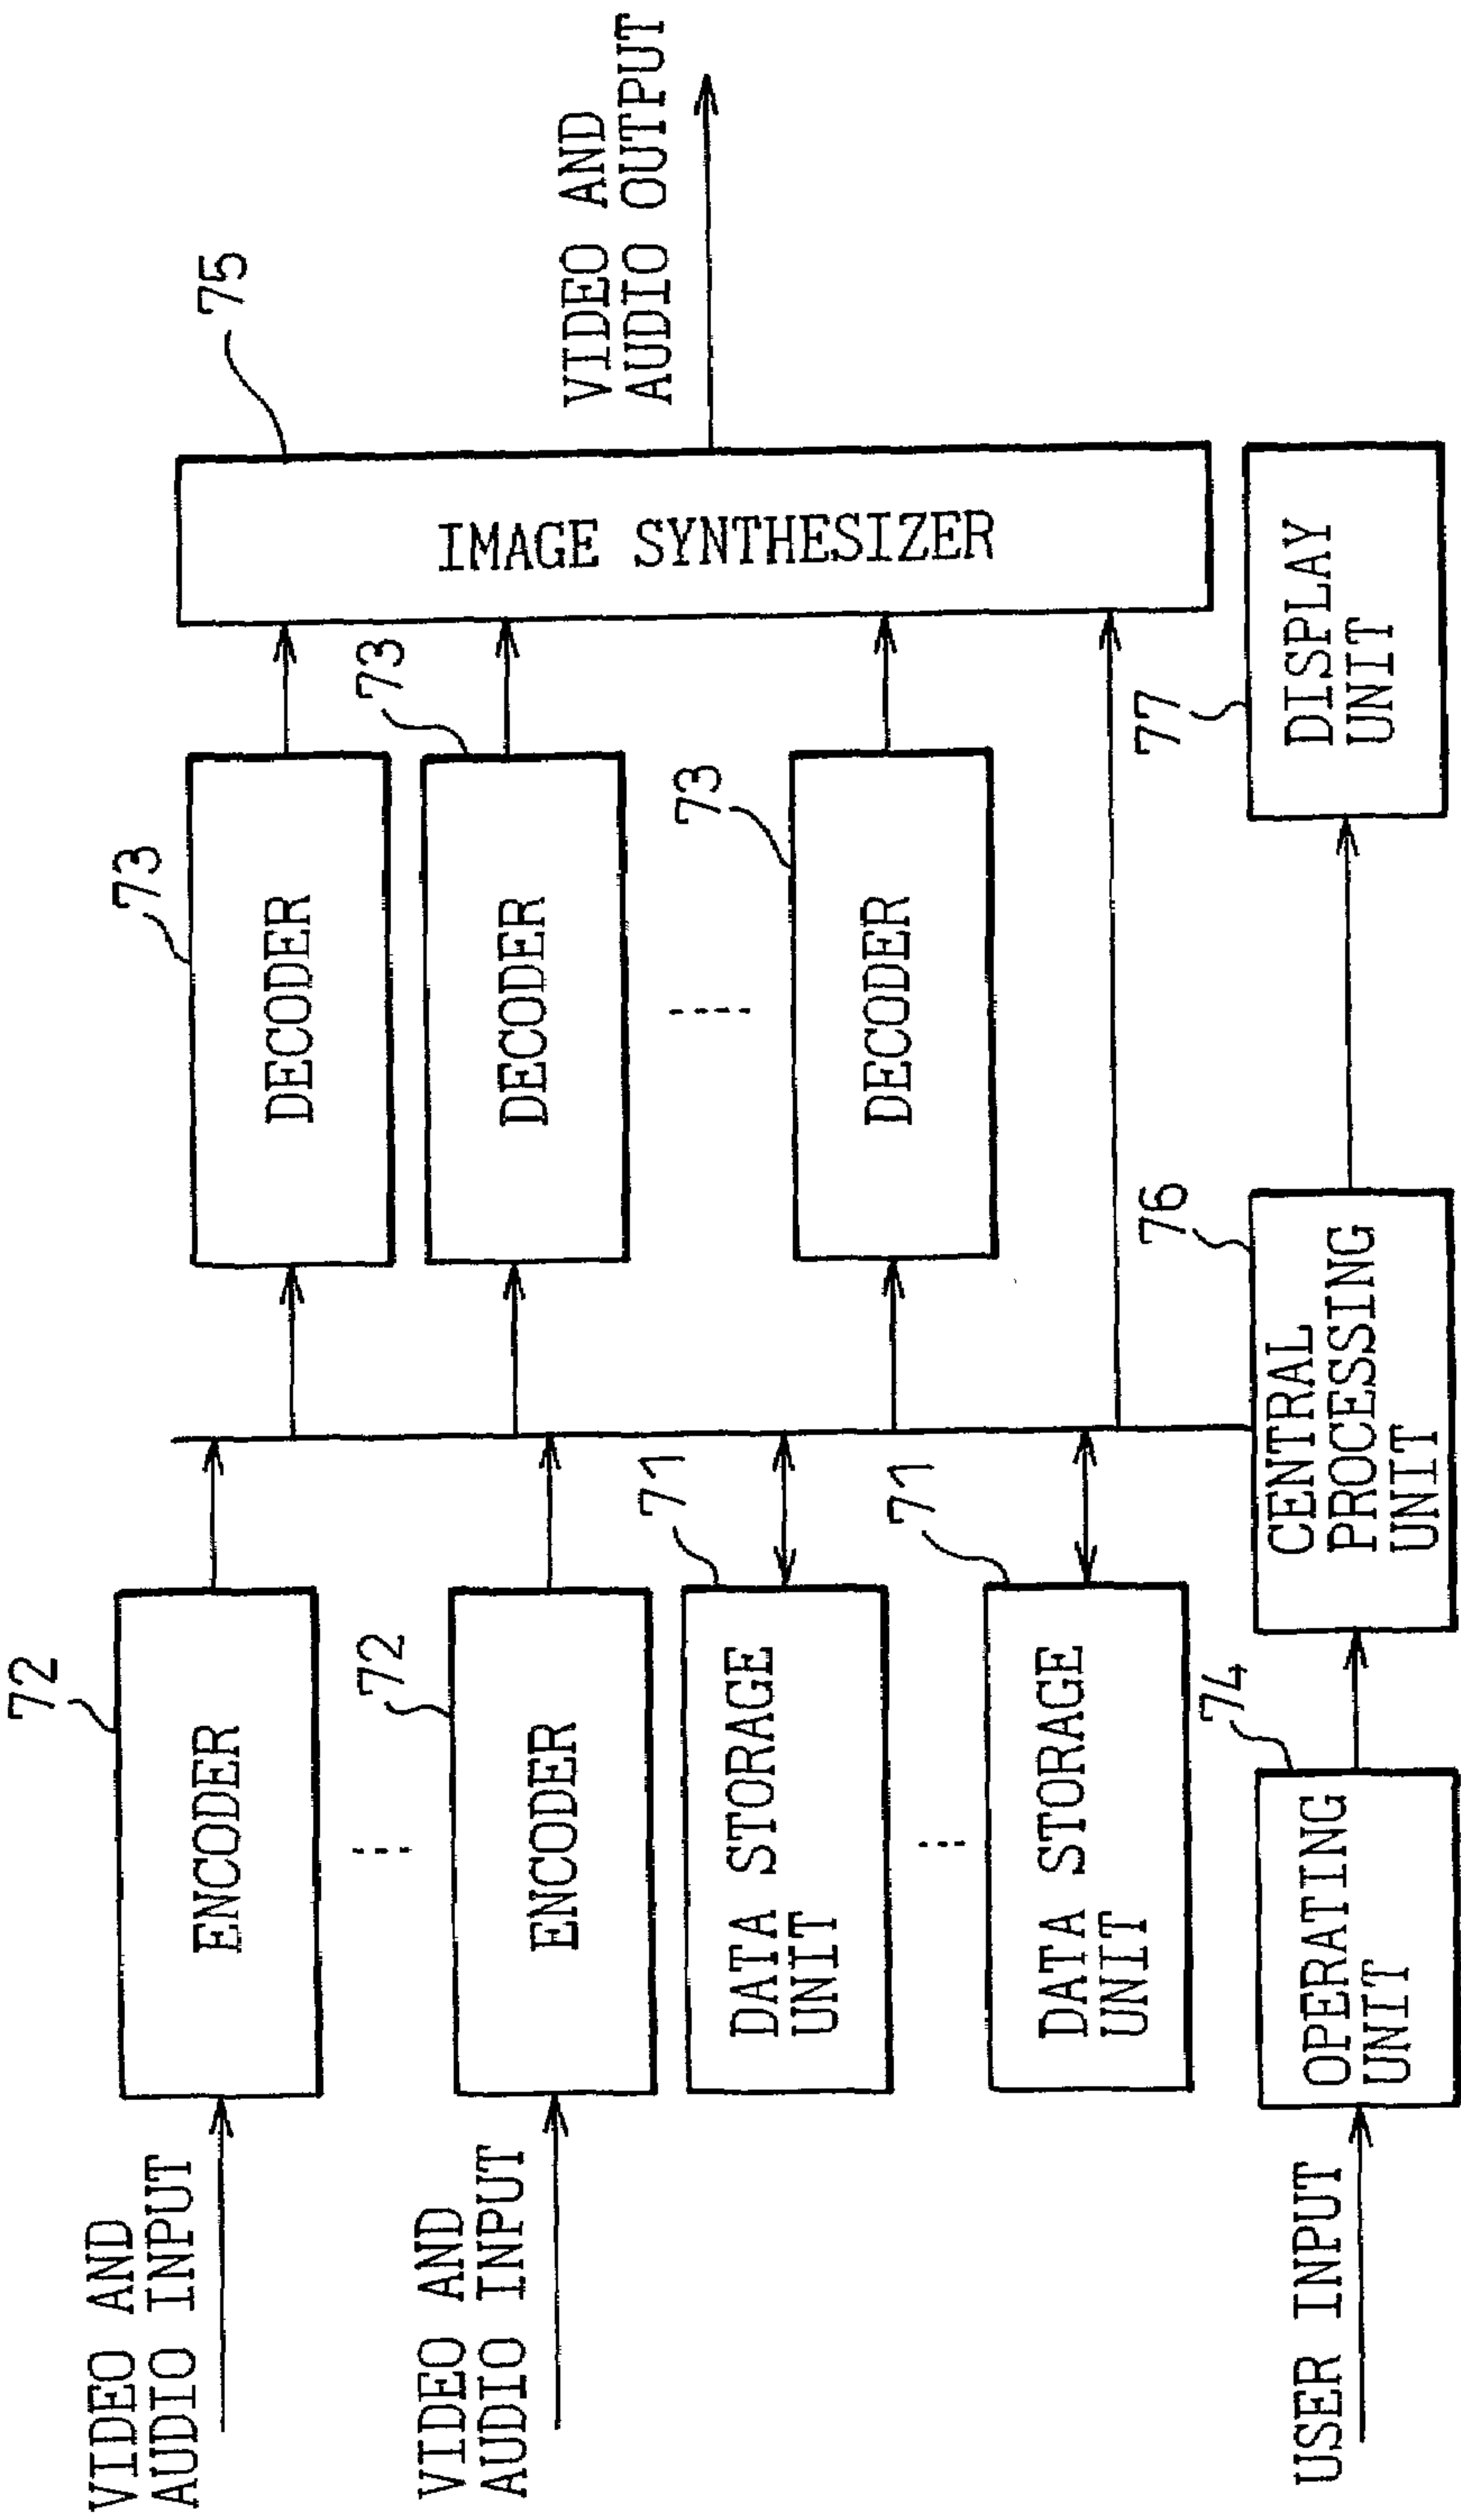 VIDEO AND
AUDIO INPUT
72
ENCODER
VIDEO AND
AUDIO INPUT
72
ENCODER
71
DATA STORAGE
UNIT
71
DATA STORAGE
UNIT
USER INPUT
74
OPERATING
UNIT
76
CENTRAL
PROCESSING
UNIT
73
DECODER
73
DECODER
73
DECODER
77
DISPLAY
UNIT
75
IMAGE SYNTHESIZER
VIDEO AND
AUDIO OUTPUT